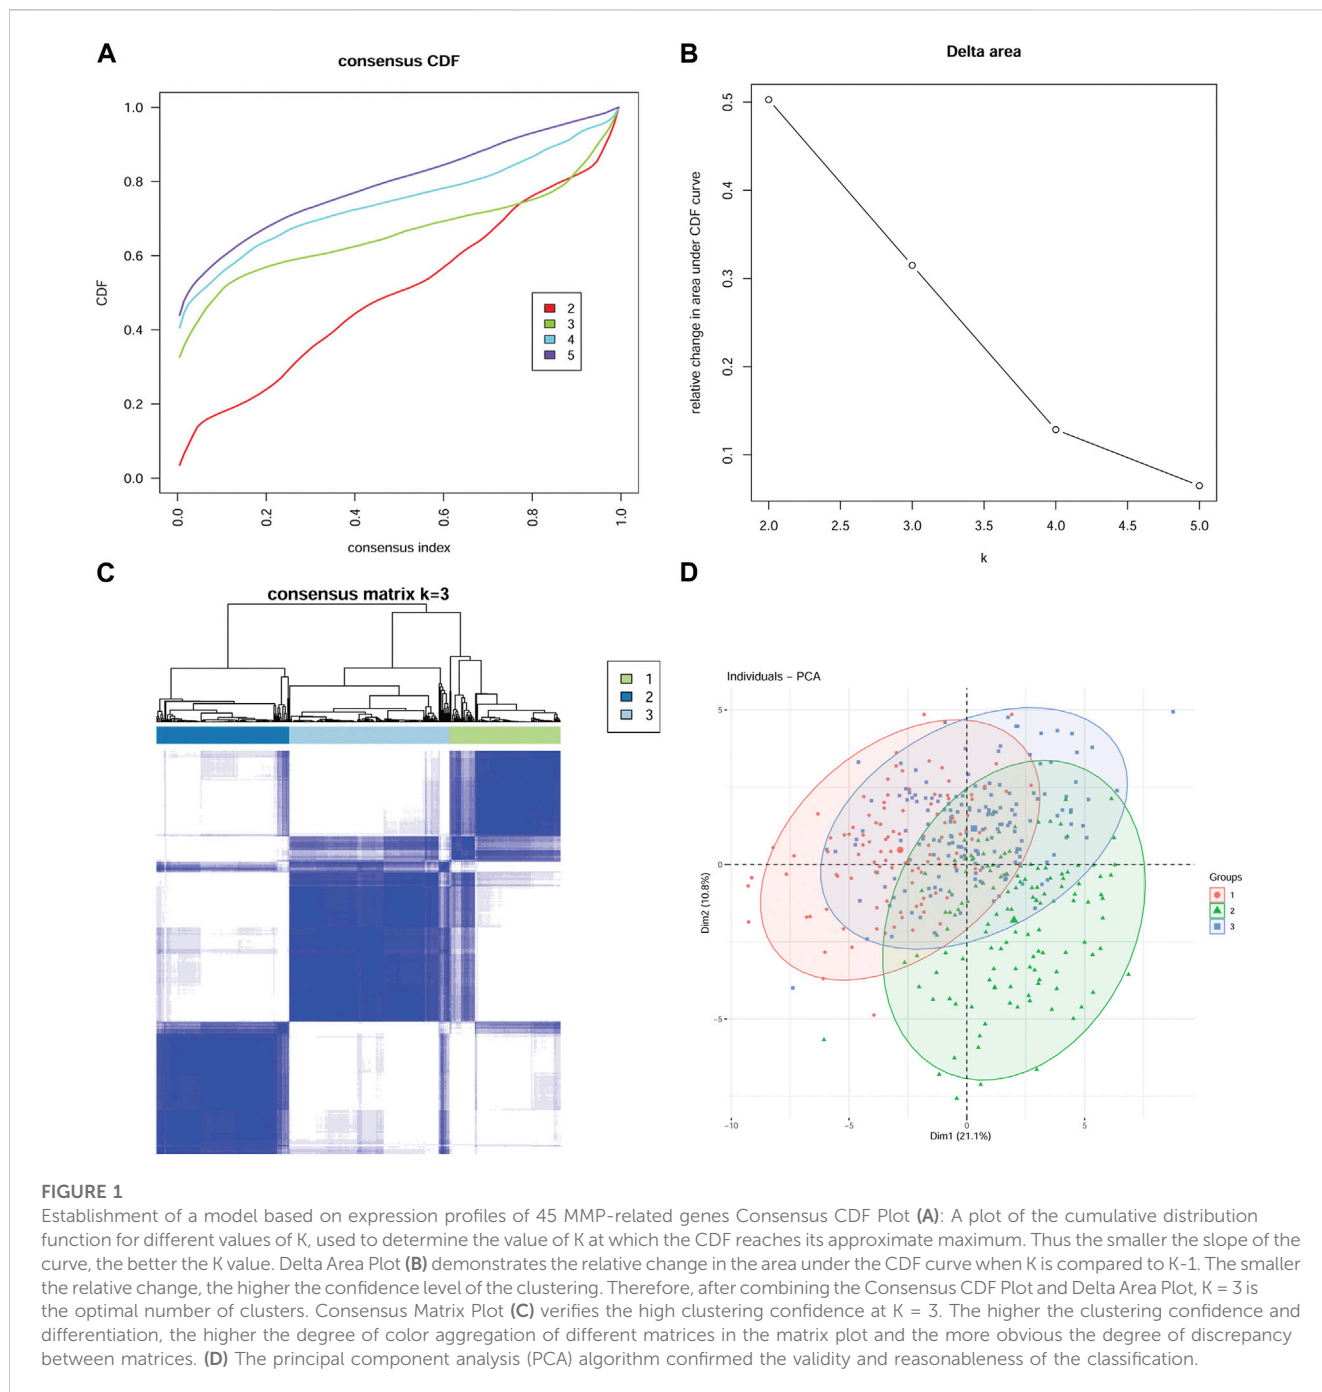 A
consensus CDF
1.0
0.8
0.6
0.4
0.2
0.0
CDF
2
3
4
5
0.0
0.2
0.4
0.6
0.8
1.0
consensus index
B
Delta area
0.5
0.4
0.3
0.2
0.1
relative change in area under CDF curve
2.0
2.5
3.0
3.5
4.0
4.5
5.0
k
C
consensus matrix k=3
1
2
3
D
Individuals – PCA
5
0
−5
Dim2 (10.8%)
−10
−5
0
5
Dim1 (21.1%)
Groups
1
2
3
FIGURE 1
Establishment of a model based on expression profiles of 45 MMP-related genes Consensus CDF Plot (A): A plot of the cumulative distribution
function for different values of K, used to determine the value of K at which the CDF reaches its approximate maximum. Thus the smaller the slope of the
curve, the better the K value. Delta Area Plot (B) demonstrates the relative change in the area under the CDF curve when K is compared to K-1. The smaller
the relative change, the higher the confidence level of the clustering. Therefore, after combining the Consensus CDF Plot and Delta Area Plot, K = 3 is
the optimal number of clusters. Consensus Matrix Plot (C) verifies the high clustering confidence at K = 3. The higher the clustering confidence and
differentiation, the higher the degree of color aggregation of different matrices in the matrix plot and the more obvious the degree of discrepancy
between matrices. (D) The principal component analysis (PCA) algorithm confirmed the validity and reasonableness of the classification.